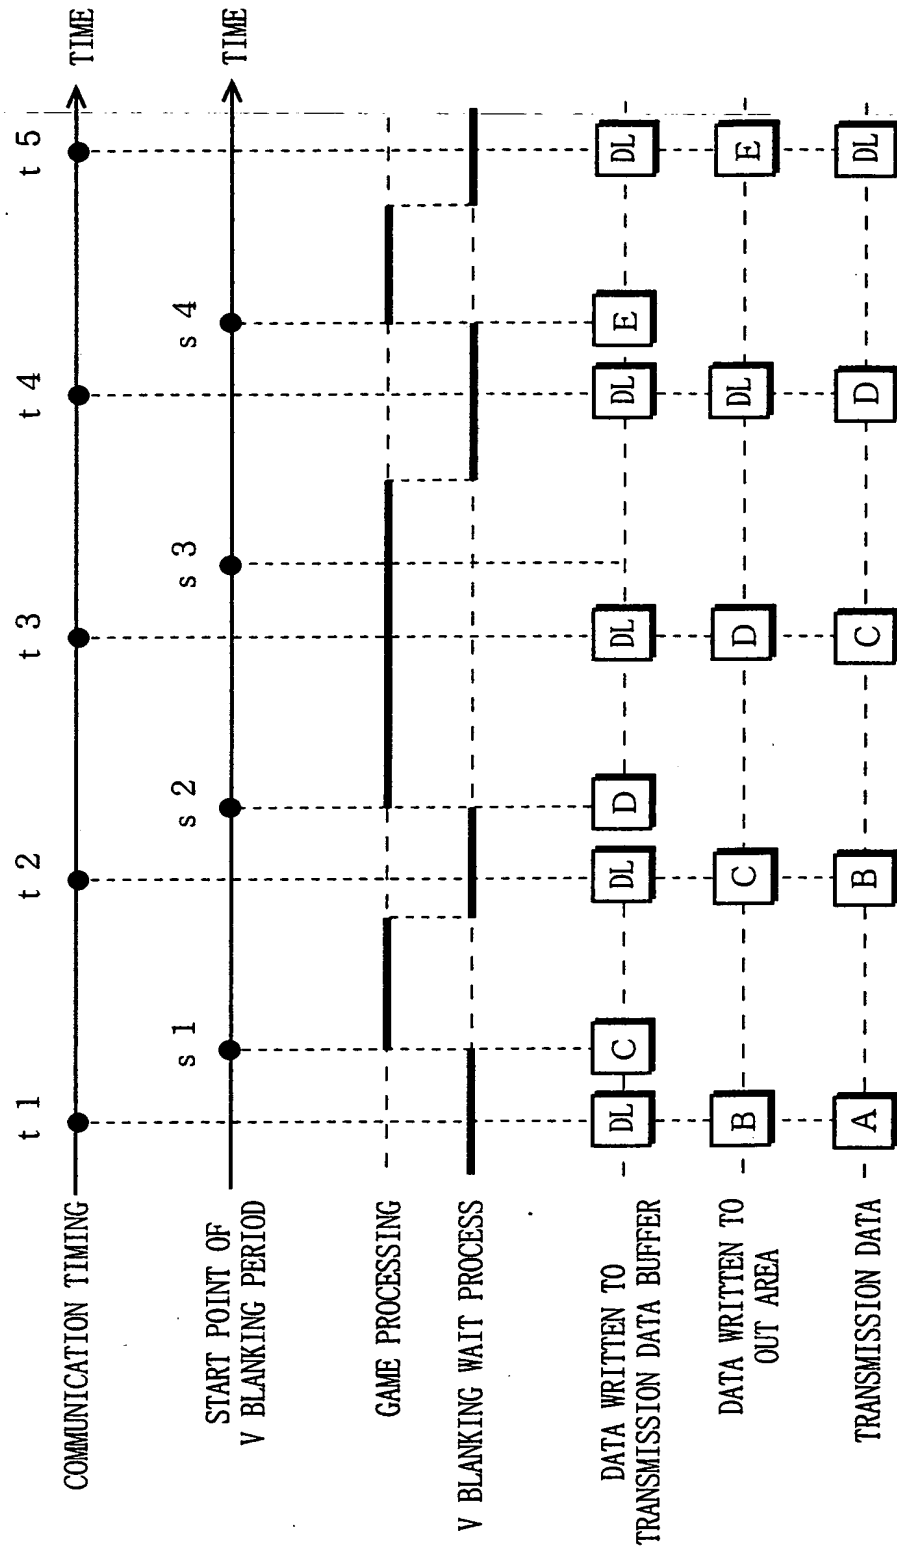 t 1 t 2 t 3 t 4 t 5
COMMUNICATION TIMING TIME
s 1 s 2 s 3 s 4
START POINT OF
V BLANKING PERIOD
TIME
GAME PROCESSING
V BLANKING WAIT PROCESS
DATA WRITTEN TO
TRANSMISSION DATA BUFFER
DL C DL D DL DL E DL
DATA WRITTEN TO
OUT AREA
B C D DL E
TRANSMISSION DATA
A B C D DL